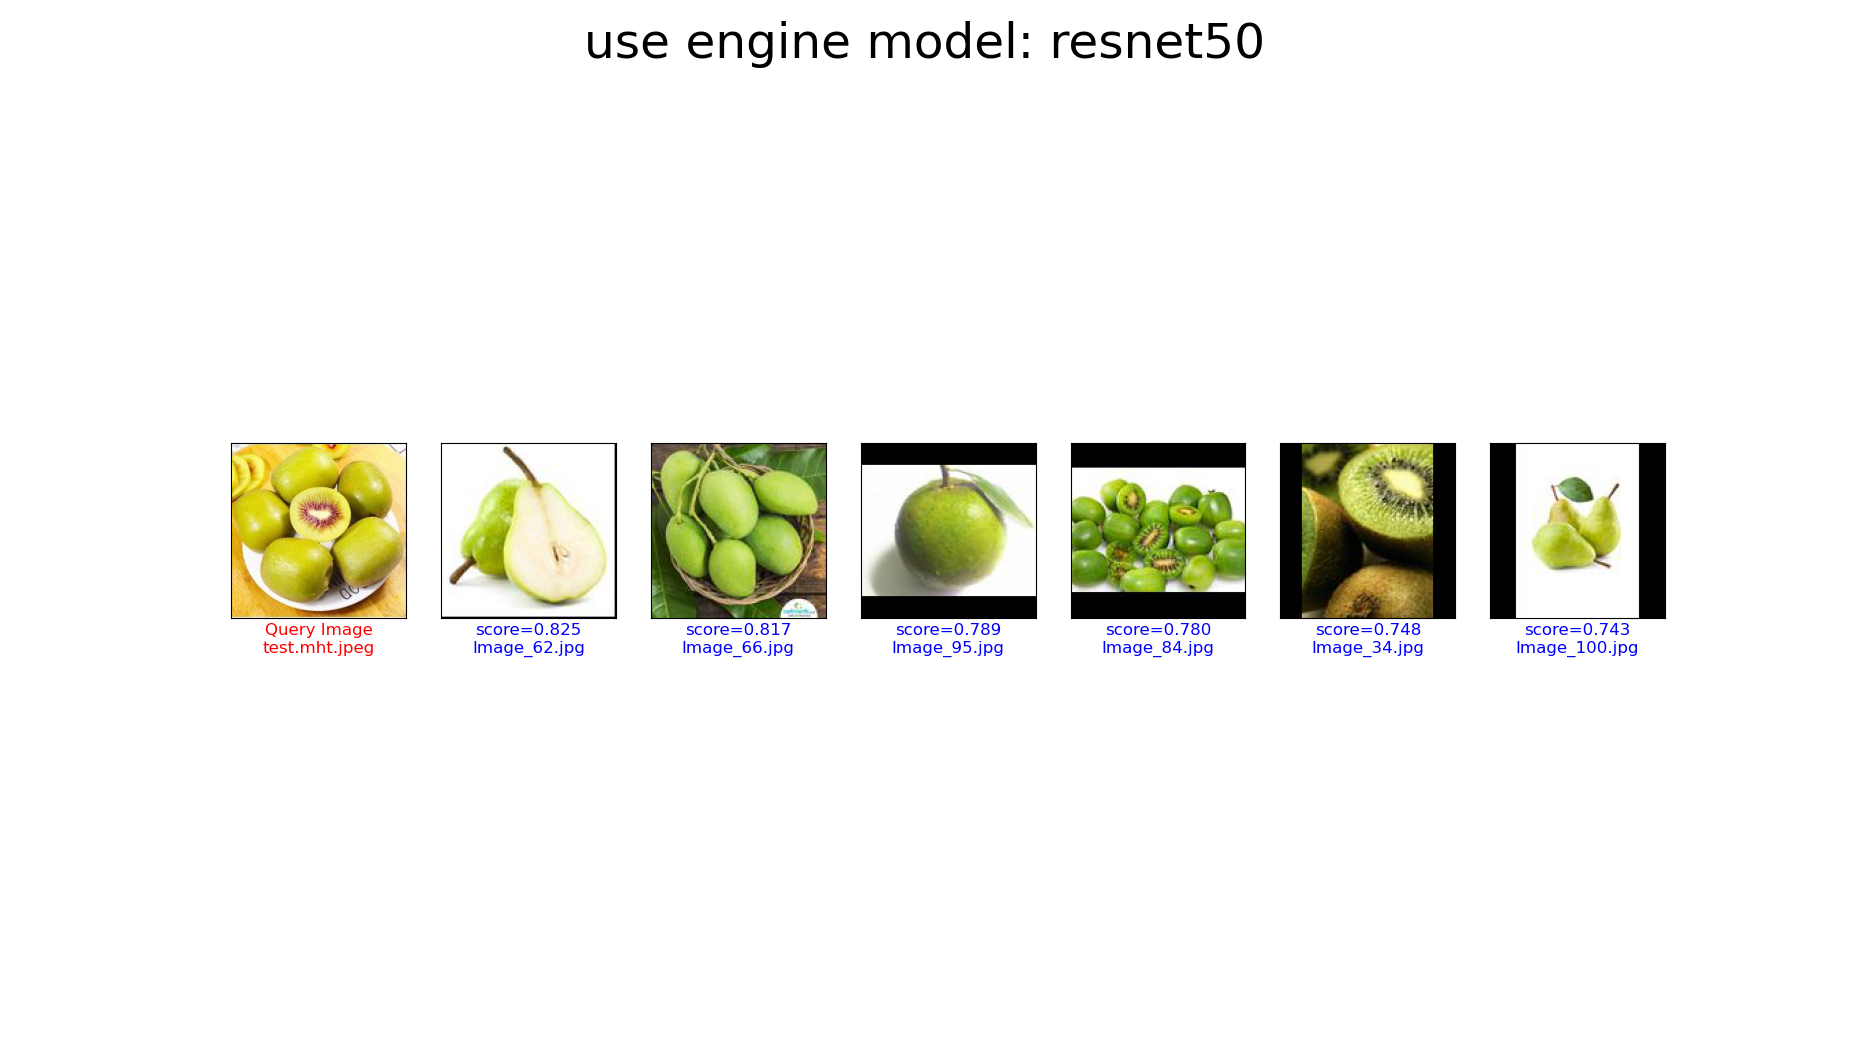 use engine model: resnet50
Query Image
test.mht.jpeg
score=0.825
Image_62.jpg
score=0.817
Image_66.jpg
score=0.789
Image_95.jpg
score=0.780
Image_84.jpg
score=0.748
Image_34.jpg
score=0.743
Image_100.jpg